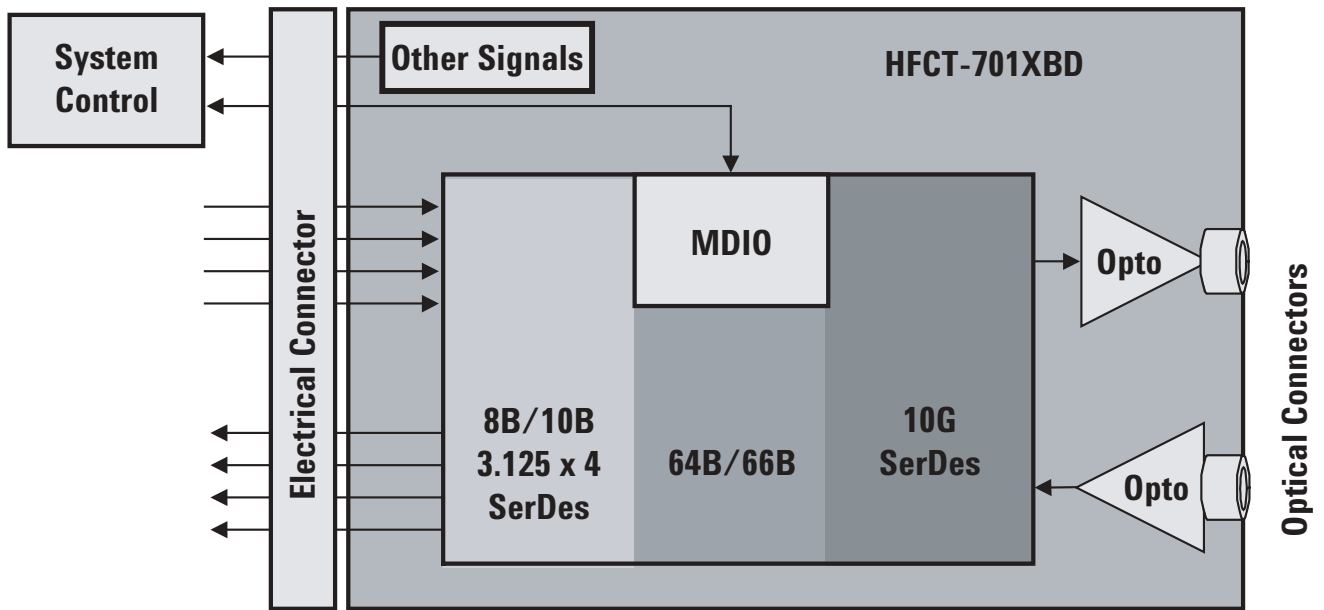 System
Control
Other Signals
HFCT-701XBD
Electrical Connector
MDIO
Opto
8B/10B
3.125 x 4
SerDes
64B/66B
10G
SerDes
Opto
Optical Connectors